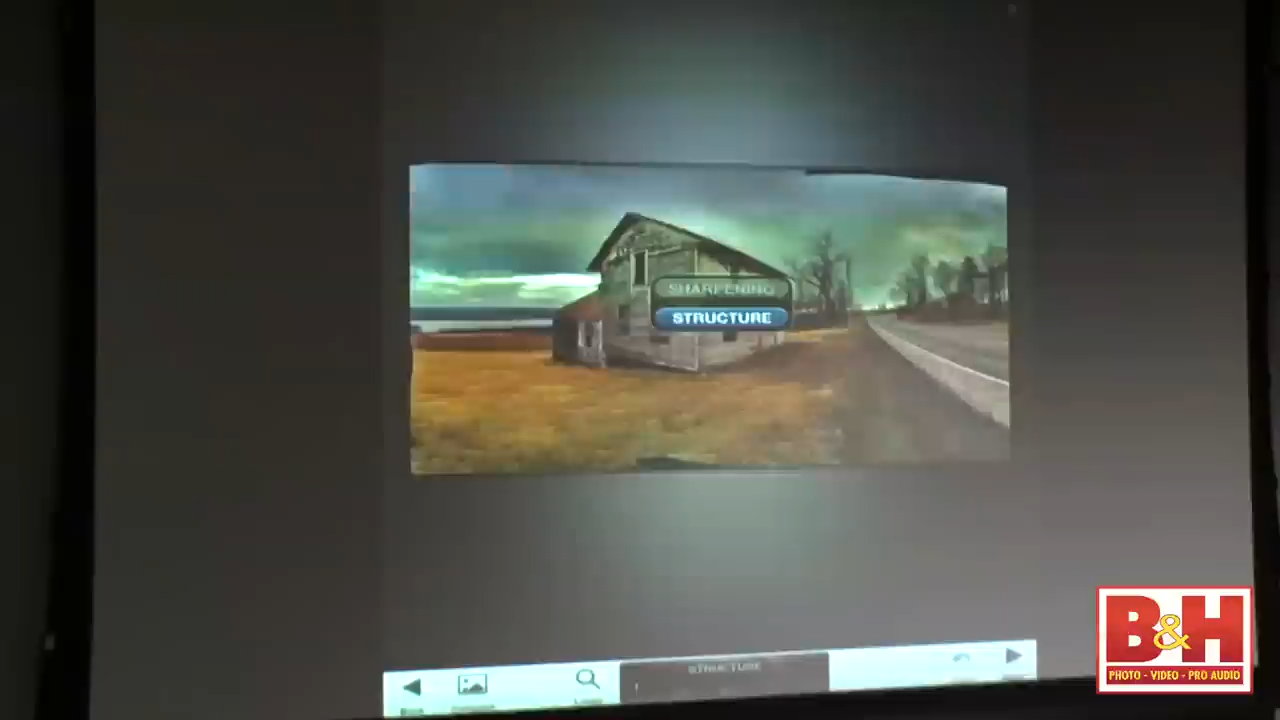 SHARPENING
STRUCTURE
STRUCTURE
B&H
PHOTO - VIDEO - PRO AUDIO